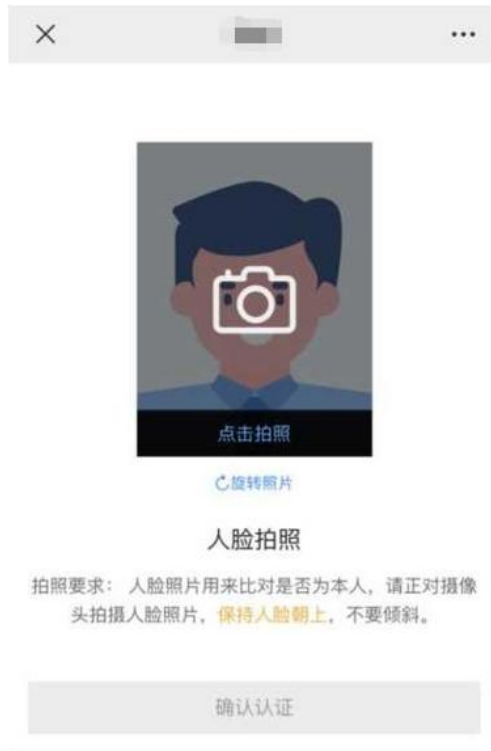 点击拍照
旋转照片
人脸拍照
拍照要求： 人脸照片用来比对是否为本人，请正对摄像
头拍摄人脸照片，保持人脸朝上，不要倾斜。
确认认证